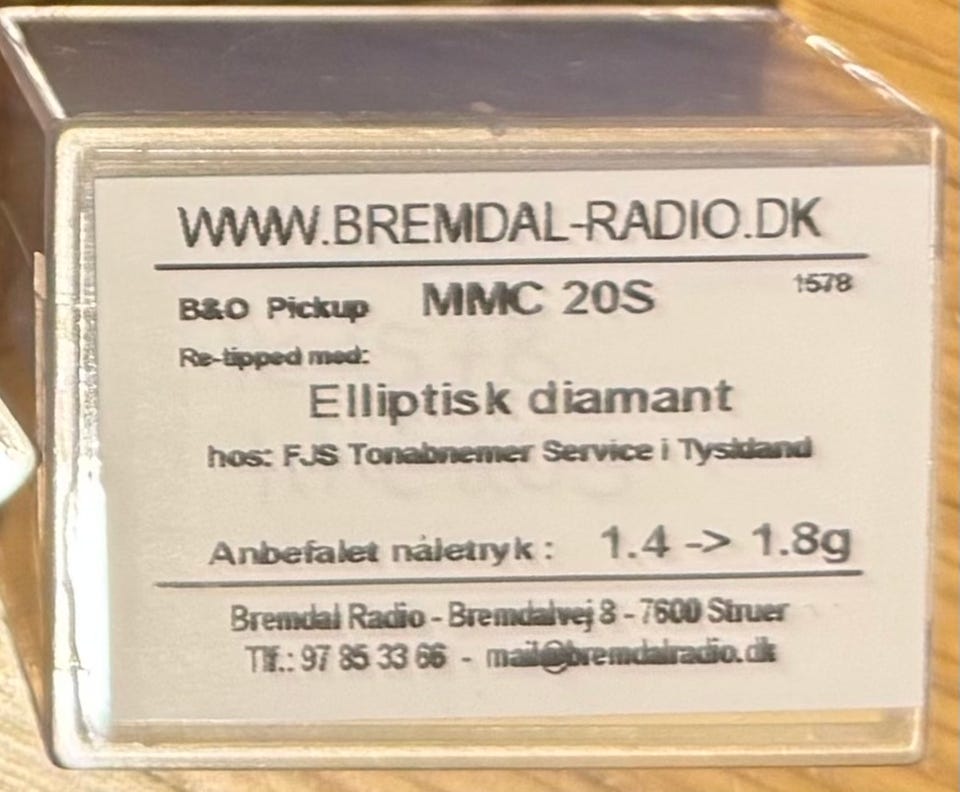 WWW.BREMDAL-RADIO.DK
B&O Pickup MMC 20S 1578
Re-tipped med:
Elliptisk diamant
hos: FJS Tonabnemer Service i Tyskland
Anbefalet nåletryk : 1.4 -> 1.8g
Bremdal Radio - Bremdalvej 8 - 7600 Struer
Tlf.: 97 85 33 66 - mail@bremdalradio.dk